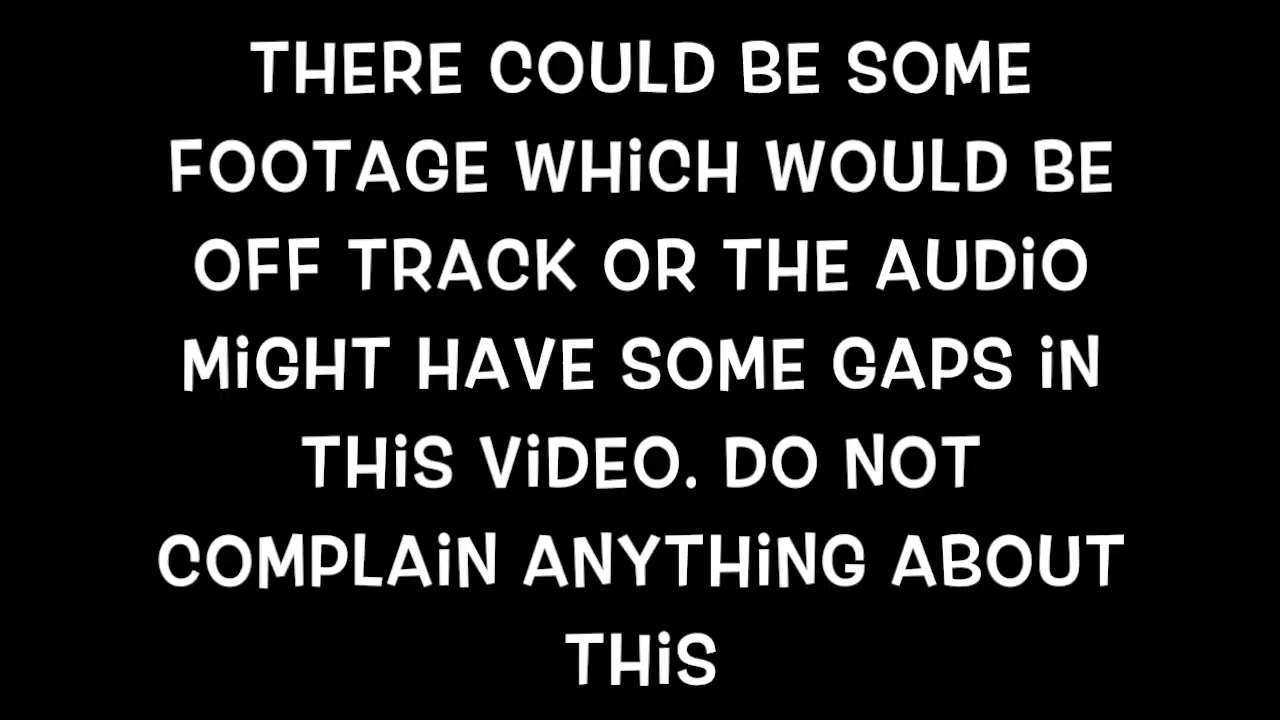 THERE COULD BE SOME
FOOTAGE WHiCH WOULD BE
OFF TRACK OR THE AUDiO
MiGHT HAVE SOME GAPS iN
THiS ViDEO. DO NOT
COMPLAiN ANYTHiNG ABOUT
THiS